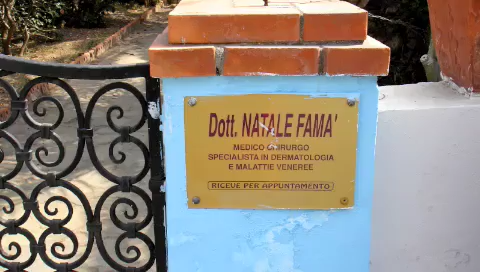 Dott. NATALE FAMA'
MEDICO CHIRURGO
SPECIALISTA IN DERMATOLOGIA
E MALATTIE VENEREE
RICEVE PER APPUNTAMENTO